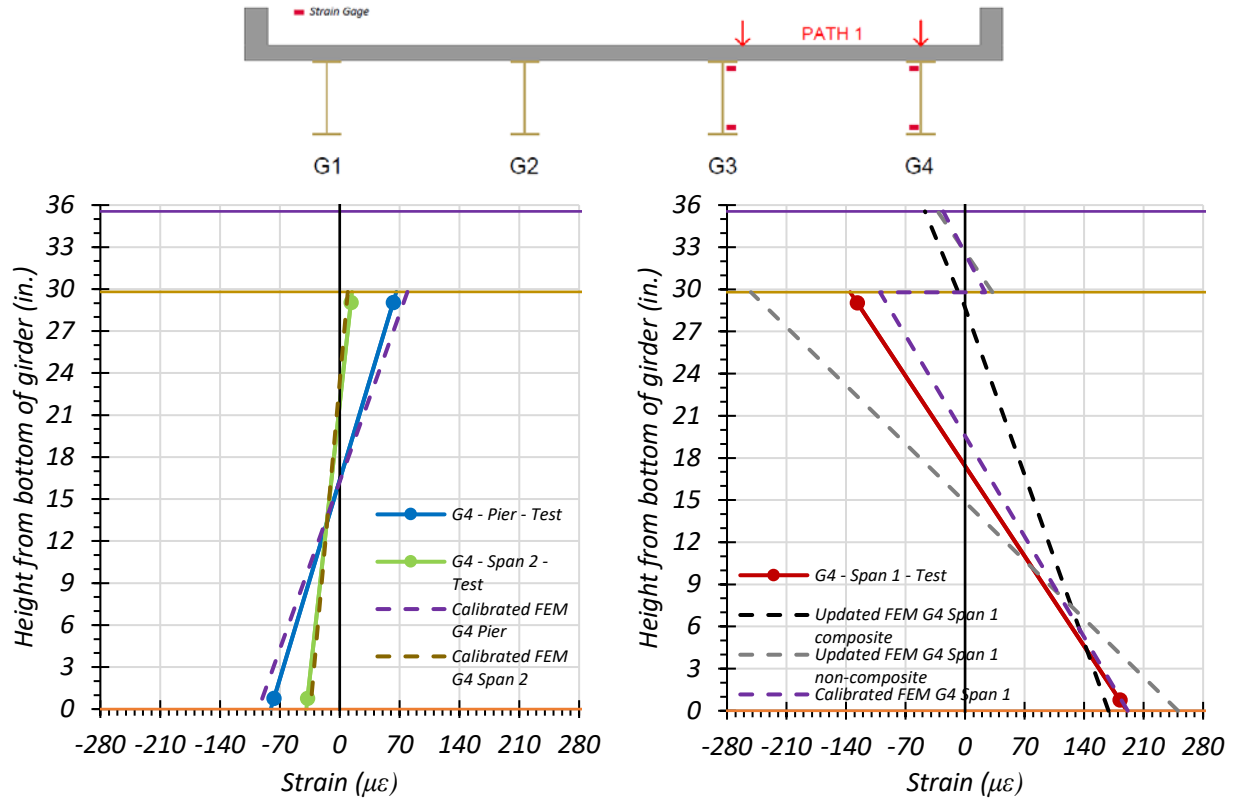 Strain Gage
PATH 1
G1
G2
G3
G4
Height from bottom of girder (in.)
36
33
30
27
24
21
18
15
12
9
6
3
0
-280 -210 -140 -70 0 70 140 210 280
Strain (με)
G4 - Pier - Test
G4 - Span 2 -
Test
Calibrated FEM
G4 Pier
Calibrated FEM
G4 Span 2
Height from bottom of girder (in.)
36
33
30
27
24
21
18
15
12
9
6
3
0
-280 -210 -140 -70 0 70 140 210 280
Strain (με)
G4 - Span 1 - Test
Updated FEM G4 Span 1
composite
Updated FEM G4 Span 1
non-composite
Calibrated FEM G4 Span 1